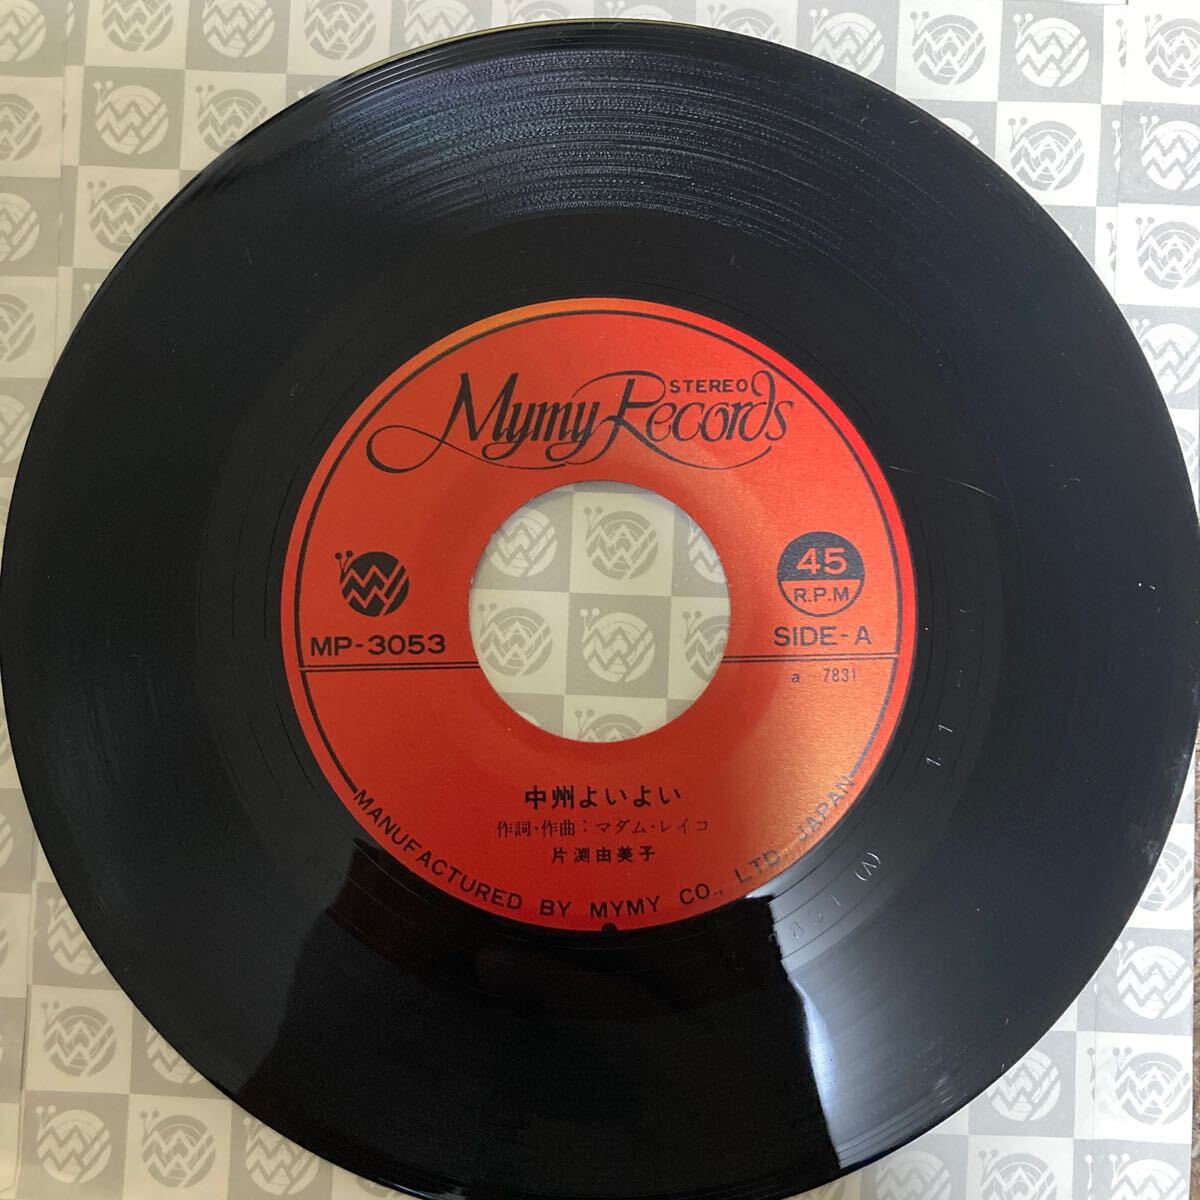 STEREO
Mymy Records
45
R.P.M
MP-3053
SIDE-A
a 7831
中州よいよい
作詞・作曲：マダム・レイコ
片渕由美子
MANUFACTURED BY MYMY CO., LTD. JAPAN